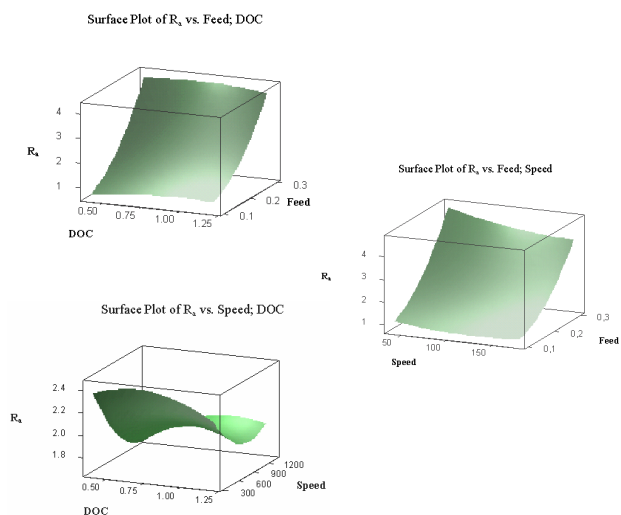 Surface Plot of Ra vs. Feed; DOC
4
3
Ra
2
1
0.3
0.2
Feed
0.1
0.50
0.75
1.00
1.25
DOC
Surface Plot of Ra vs. Feed; Speed
4
3
Ra
2
1
0,3
0,2
Feed
0,1
50
100
150
Speed
Surface Plot of Ra vs. Speed; DOC
2.4
2.2
Ra
2.0
1.8
1200
900
600
Speed
300
0.50
0.75
1.00
1.25
DOC